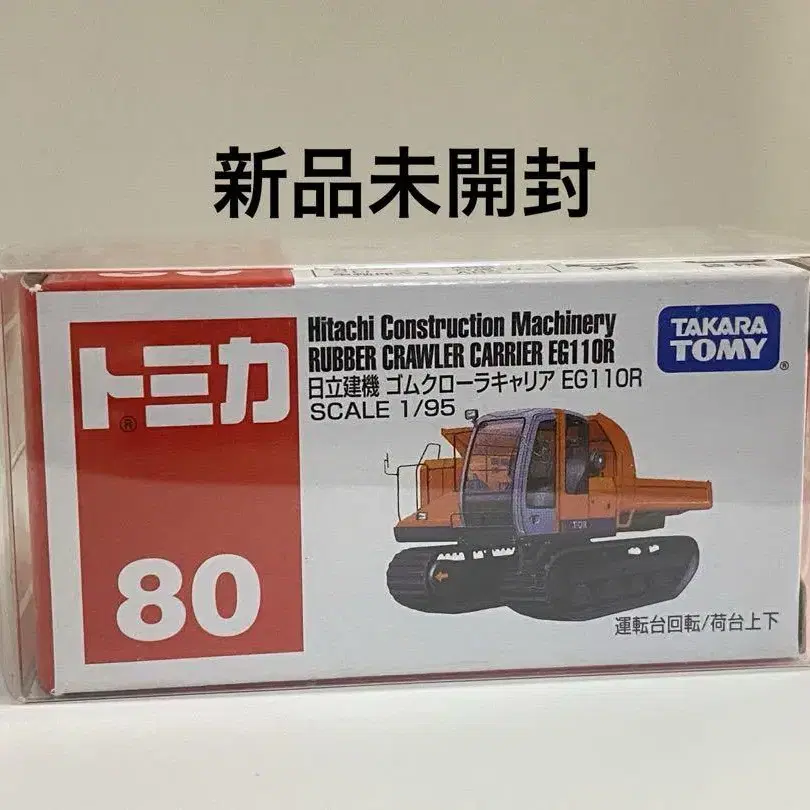 新品未開封
トミカ
®
80
Hitachi Construction Machinery
RUBBER CRAWLER CARRIER EG110R
日立建機 ゴムクローラキャリア EG110R
SCALE 1/95
TAKARA
TOMY
®
運転台回転/荷台上下